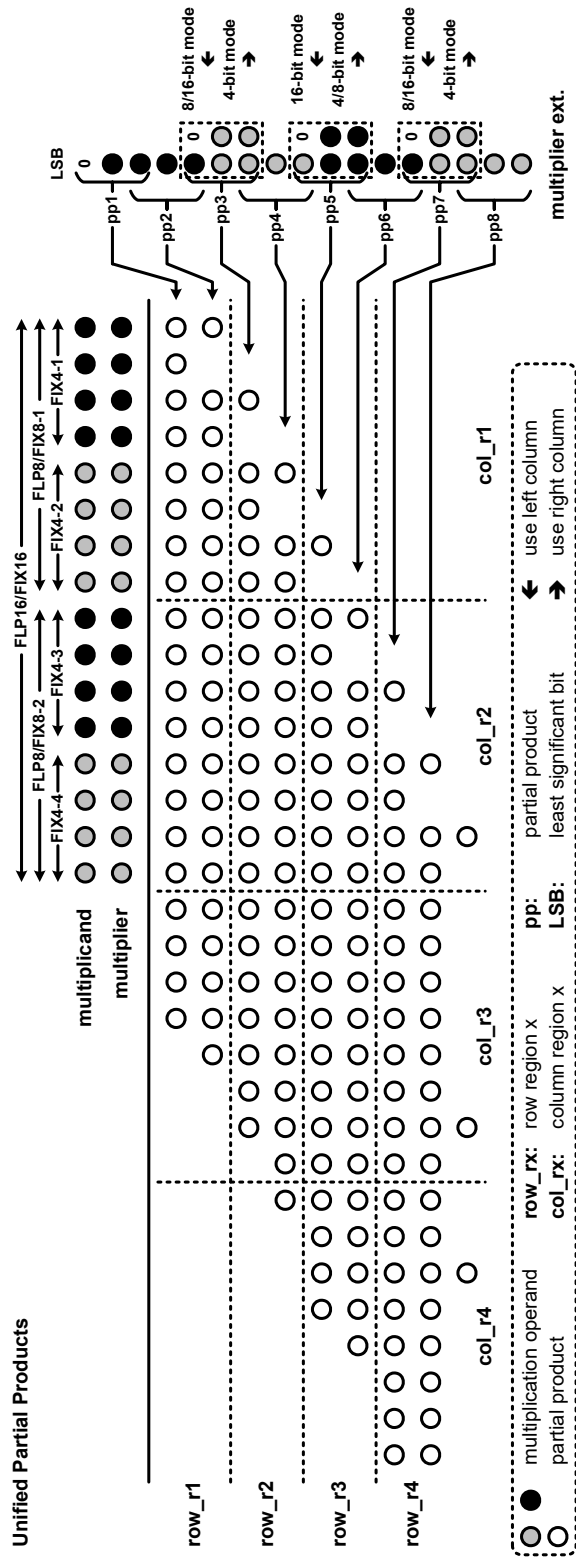 Unified Partial Products
FLP16/FIX16
FLP8/FIX8-2
FLP8/FIX8-1
FIX4-4
FIX4-3
FIX4-2
FIX4-1
multiplicand
multiplier
LSB
0
pp1
pp2
8/16-bit mode
0
4-bit mode
pp3
pp4
16-bit mode
0
4/8-bit mode
pp5
pp6
8/16-bit mode
0
4-bit mode
pp7
pp8
multiplier ext.
row_r1
row_r2
row_r3
row_r4
col_r4
col_r3
col_r2
col_r1
multiplication operand
partial product
row_rx: row region x
col_rx: column region x
pp: partial product
LSB: least significant bit
use left column
use right column